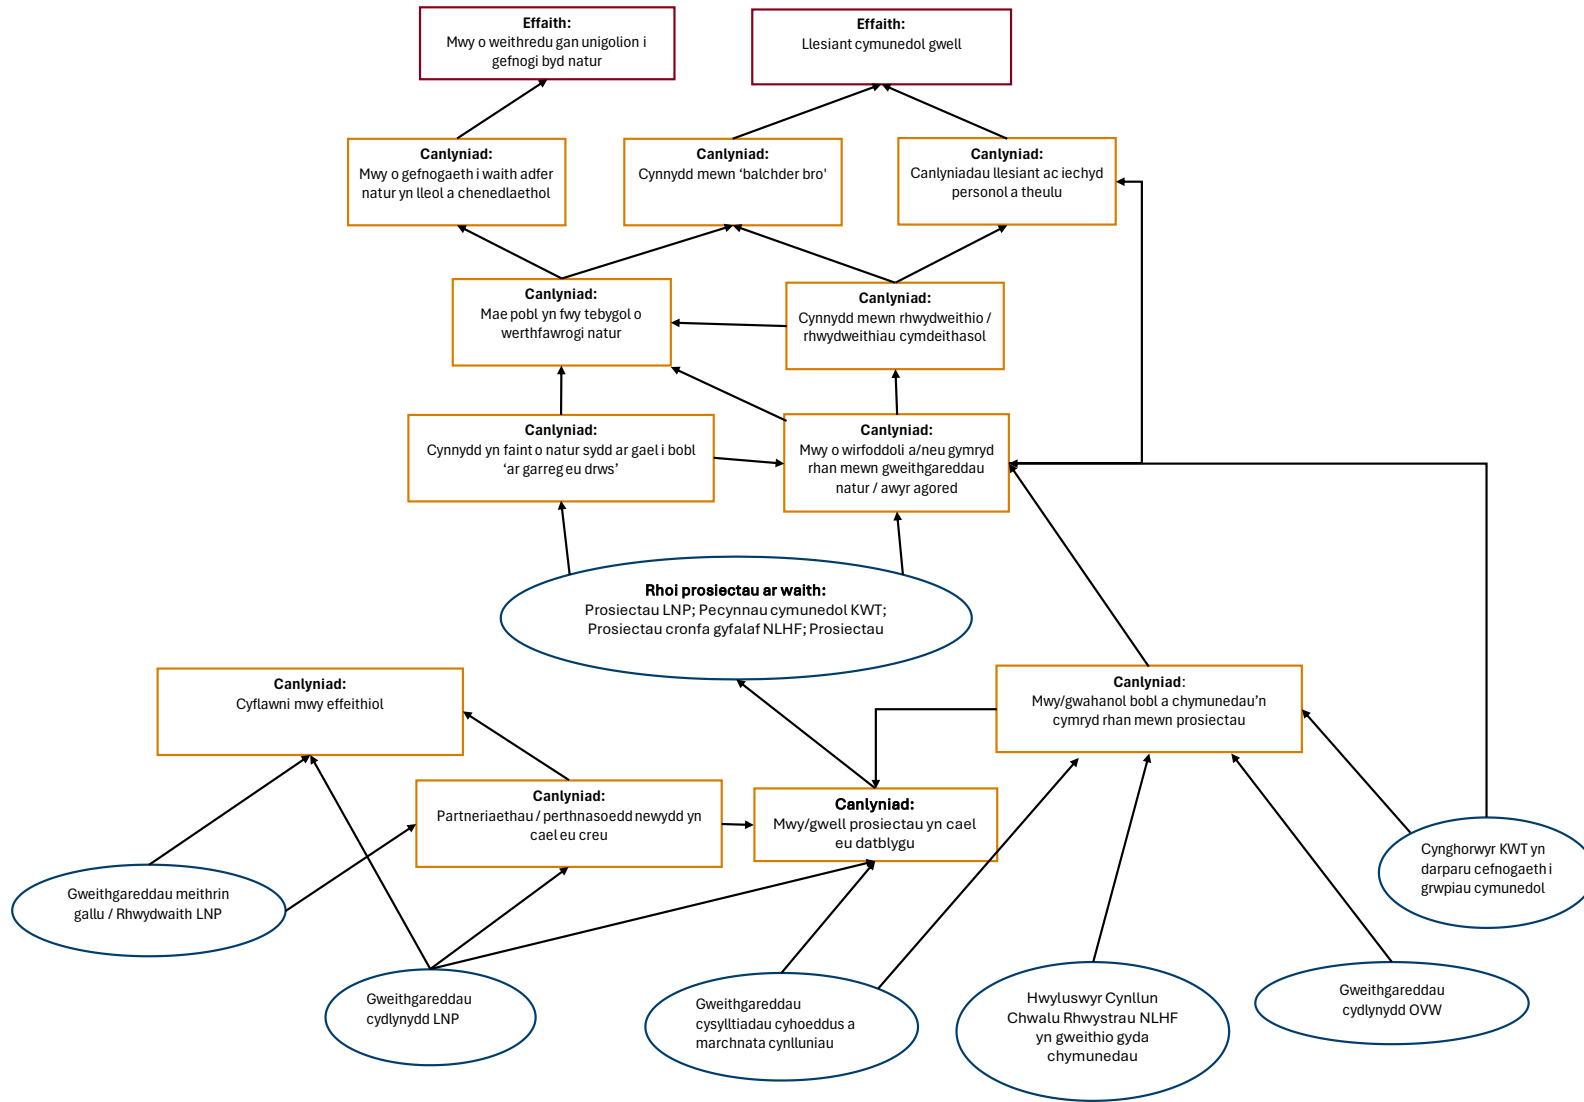 Effaith:
Mwy o weithredu gan unigolion i
gefnogi byd natur
Effaith:
Llesiant cymunedol gwell
Canlyniad:
Mwy o gefnogaeth i waith adfer
natur yn lleol a chenedlaethol
Canlyniad:
Cynnydd mewn ‘balchder bro'
Canlyniad:
Canlyniadau llesiant ac iechyd
personol a theulu
Canlyniad:
Mae pobl yn fwy tebygol o
werthfawrogi natur
Canlyniad:
Cynnydd mewn rhwydweithio /
rhwydweithiau cymdeithasol
Canlyniad:
Cynnydd yn faint o natur sydd ar gael i bobl
‘ar garreg eu drws’
Canlyniad:
Mwy o wirfoddoli a/neu gymryd
rhan mewn gweithgareddau
natur / awyr agored
Rhoi prosiectau ar waith:
Prosiectau LNP; Pecynnau cymunedol KWT;
Prosiectau cronfa gyfalaf NLHF; Prosiectau
Canlyniad:
Cyflawni mwy effeithiol
Canlyniad:
Mwy/gwahanol bobl a chymunedau’n
cymryd rhan mewn prosiectau
Canlyniad:
Partneriaethau / perthnasoedd newydd yn
cael eu creu
Canlyniad:
Mwy/gwell prosiectau yn cael
eu datblygu
Cynghorwyr KWT yn
darparu cefnogaeth i
grwpiau cymunedol
Gweithgareddau meithrin
gallu / Rhwydwaith LNP
Gweithgareddau
cydlynydd LNP
Gweithgareddau
cysylltiadau cyhoeddus a
marchnata cynlluniau
Hwyluswyr Cynllun
Chwalu Rhwystrau NLHF
yn gweithio gyda
chymunedau
Gweithgareddau
cydlynydd OVW